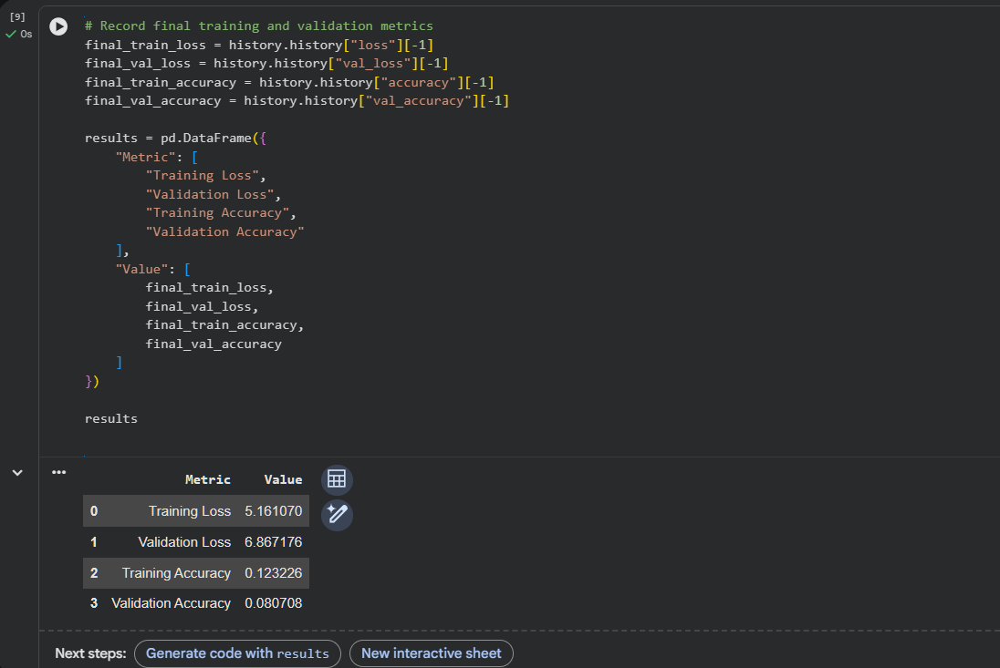 [9]
0s
# Record final training and validation metrics
final_train_loss = history.history["loss"][-1]
final_val_loss = history.history["val_loss"][-1]
final_train_accuracy = history.history["accuracy"][-1]
final_val_accuracy = history.history["val_accuracy"][-1]

results = pd.DataFrame({
    "Metric": [
        "Training Loss",
        "Validation Loss",
        "Training Accuracy",
        "Validation Accuracy"
    ],
    "Value": [
        final_train_loss,
        final_val_loss,
        final_train_accuracy,
        final_val_accuracy
    ]
})

results
Metric Value
0 Training Loss 5.161070
1 Validation Loss 6.867176
2 Training Accuracy 0.123226
3 Validation Accuracy 0.080708
Next steps: Generate code with results New interactive sheet